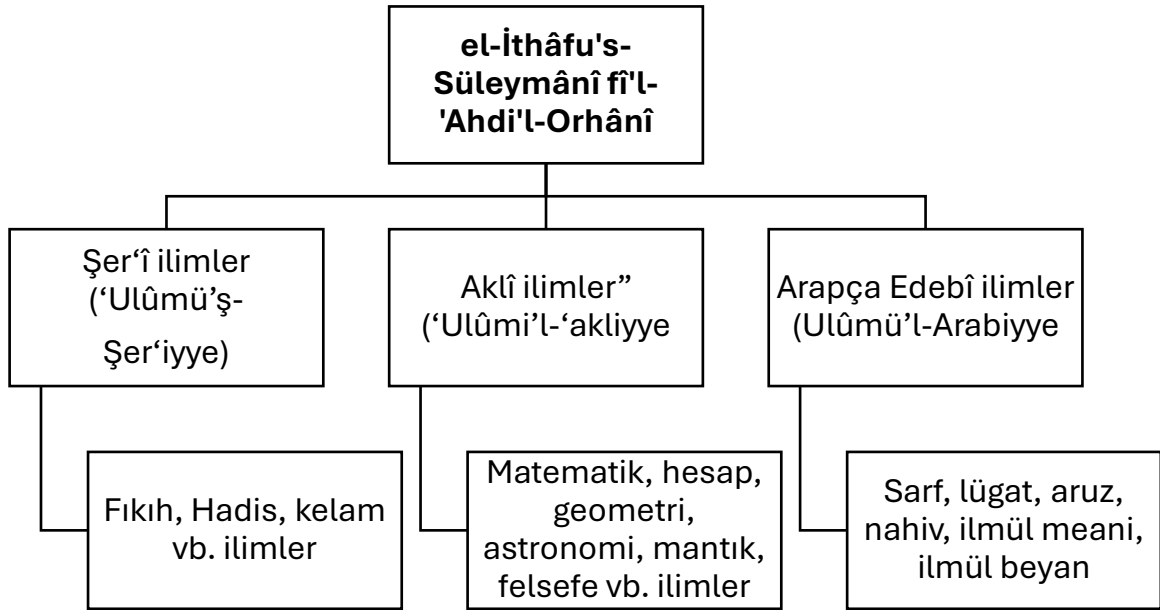 el-İthâfu's-
Süleymânî fî'l-
'Ahdi'l-Orhânî
Şer‘î ilimler
(‘Ulûmü’ş-
Şer‘iyye)
Aklî ilimler”
(‘Ulûmi’l-‘akliyye
Arapça Edebî ilimler
(Ulûmü’l-Arabiyye
Fıkıh, Hadis, kelam
vb. ilimler
Matematik, hesap,
geometri,
astronomi, mantık,
felsefe vb. ilimler
Sarf, lügat, aruz,
nahiv, ilmül meani,
ilmül beyan